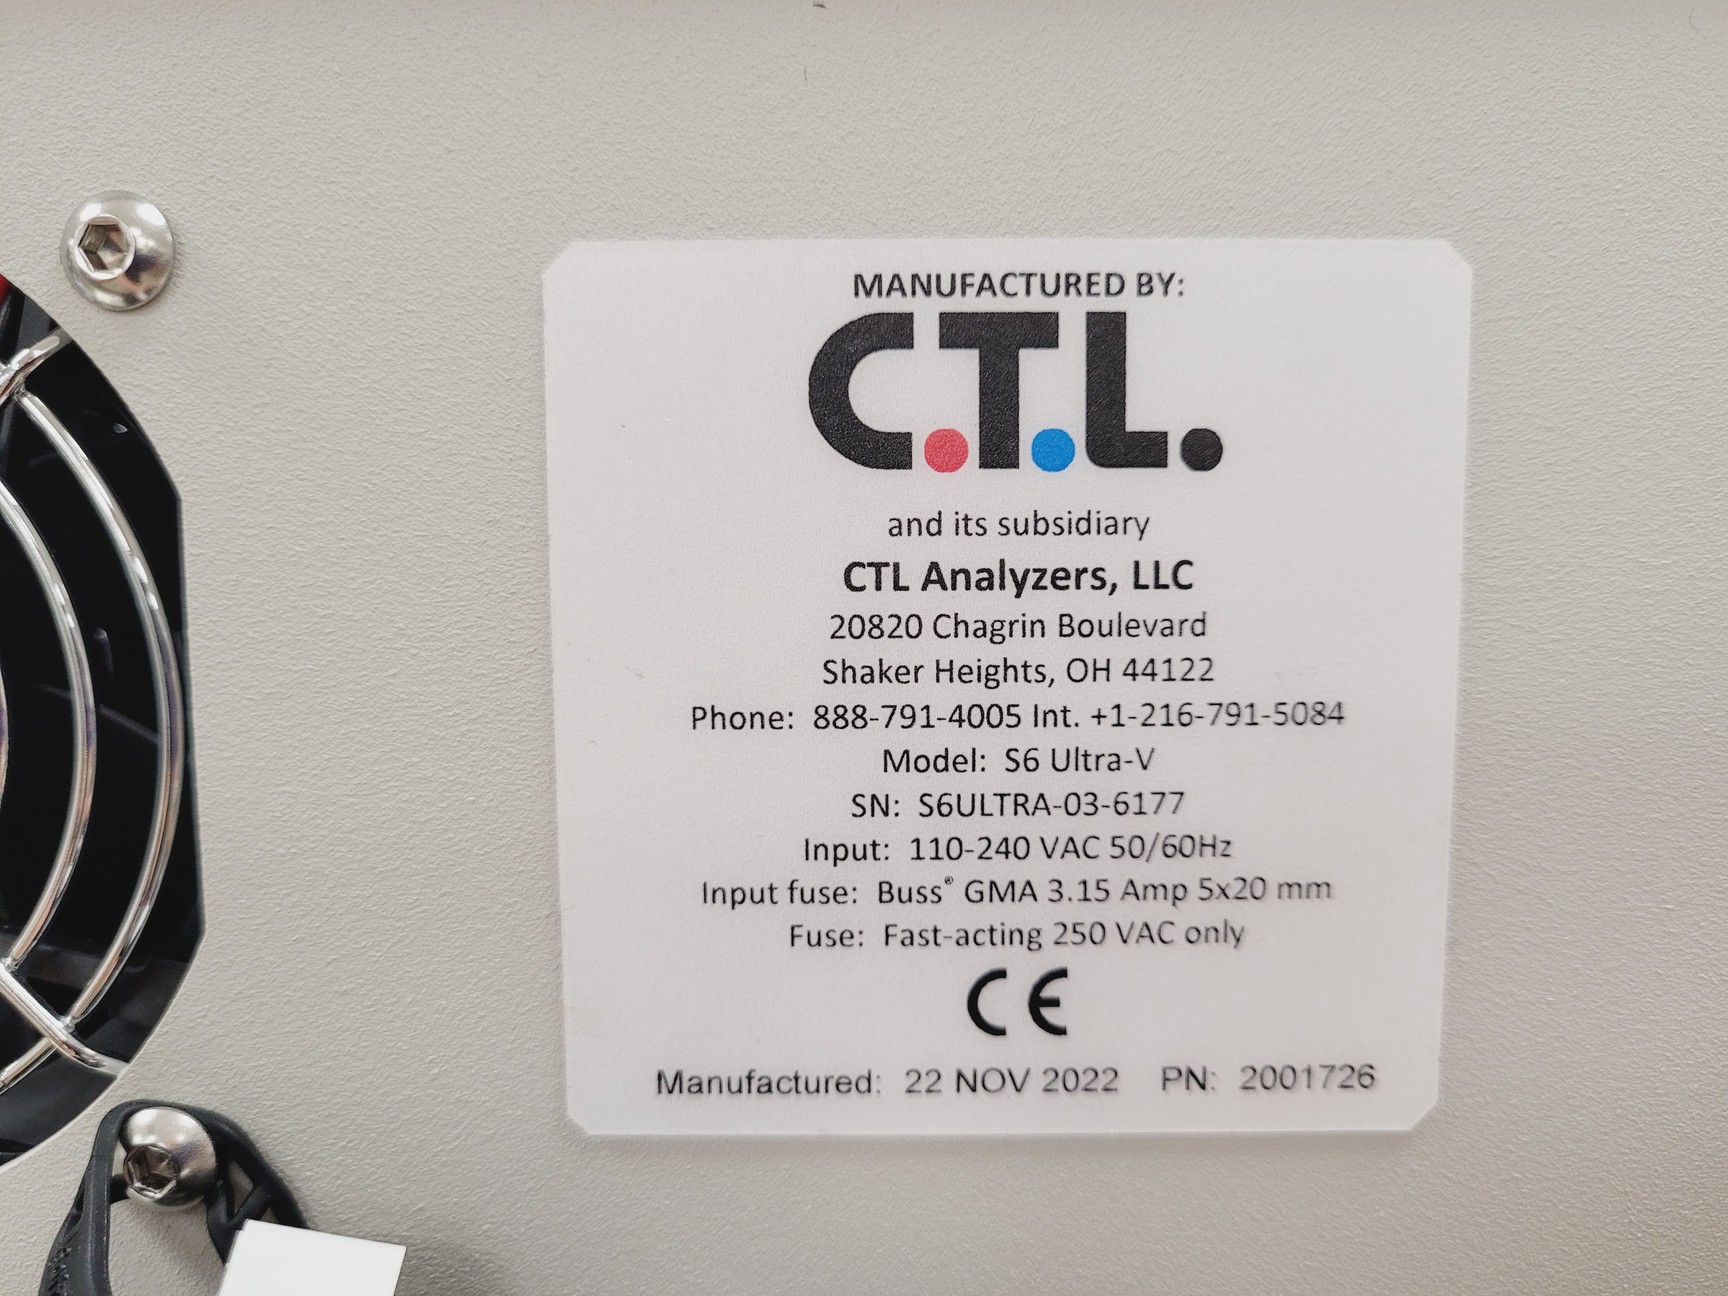 MANUFACTURED BY:
C.T.L.
and its subsidiary
CTL Analyzers, LLC
20820 Chagrin Boulevard
Shaker Heights, OH 44122
Phone: 888-791-4005 Int. +1-216-791-5084
Model: S6 Ultra-V
SN: S6ULTRA-03-6177
Input: 110-240 VAC 50/60Hz
Input fuse: Buss® GMA 3.15 Amp 5x20 mm
Fuse: Fast-acting 250 VAC only
CE
Manufactured: 22 NOV 2022 PN: 2001726